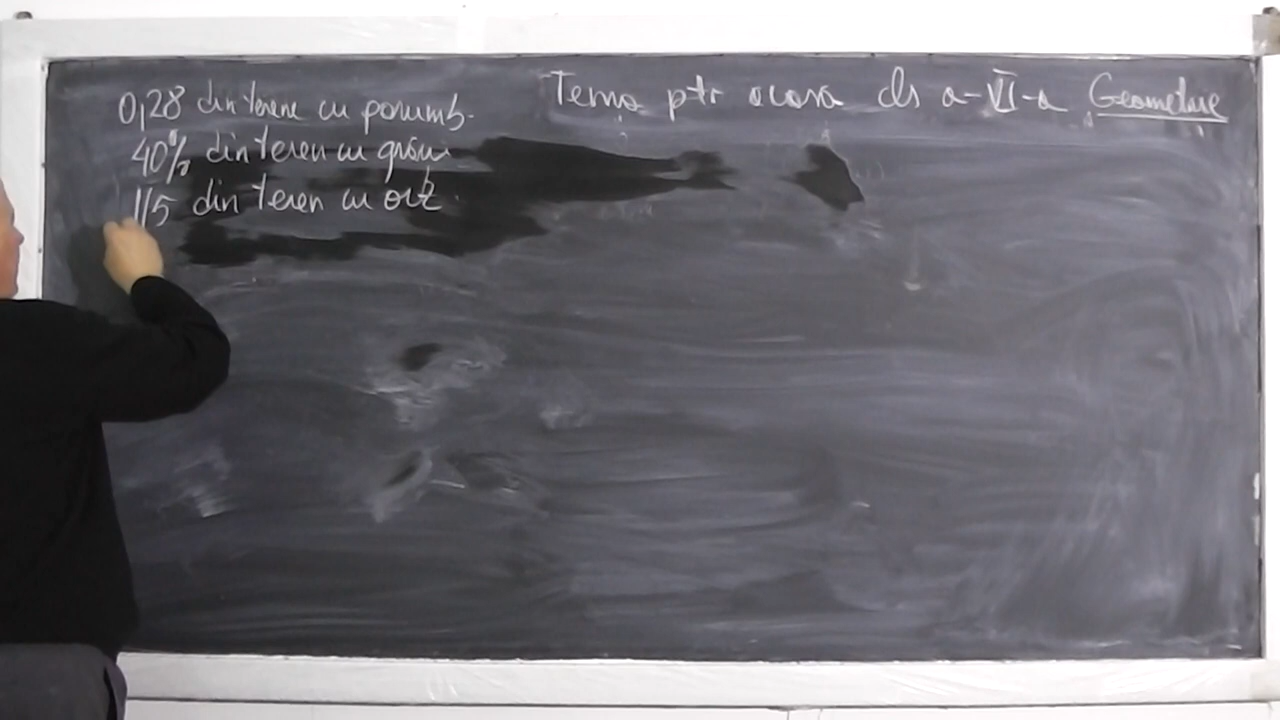 Tema ptr acasa cls a-VI-a Geometrie
0,28 din teren cu porumb.
40% din teren cu grâu
1/5 din teren cu orz.